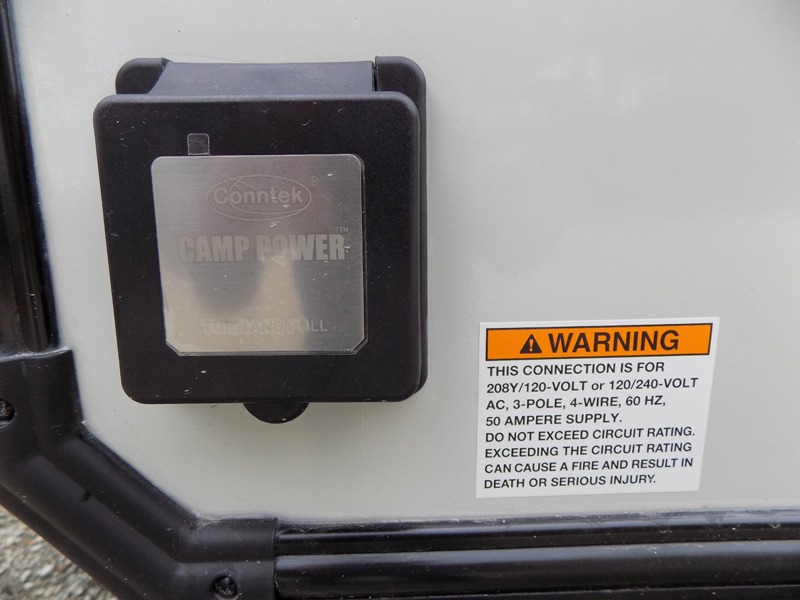 Conntek®
CAMP POWER™
TURN AND PULL
WARNING
THIS CONNECTION IS FOR
208Y/120-VOLT or 120/240-VOLT
AC, 3-POLE, 4-WIRE, 60 HZ,
50 AMPERE SUPPLY.
DO NOT EXCEED CIRCUIT RATING.
EXCEEDING THE CIRCUIT RATING
CAN CAUSE A FIRE AND RESULT IN
DEATH OR SERIOUS INJURY.